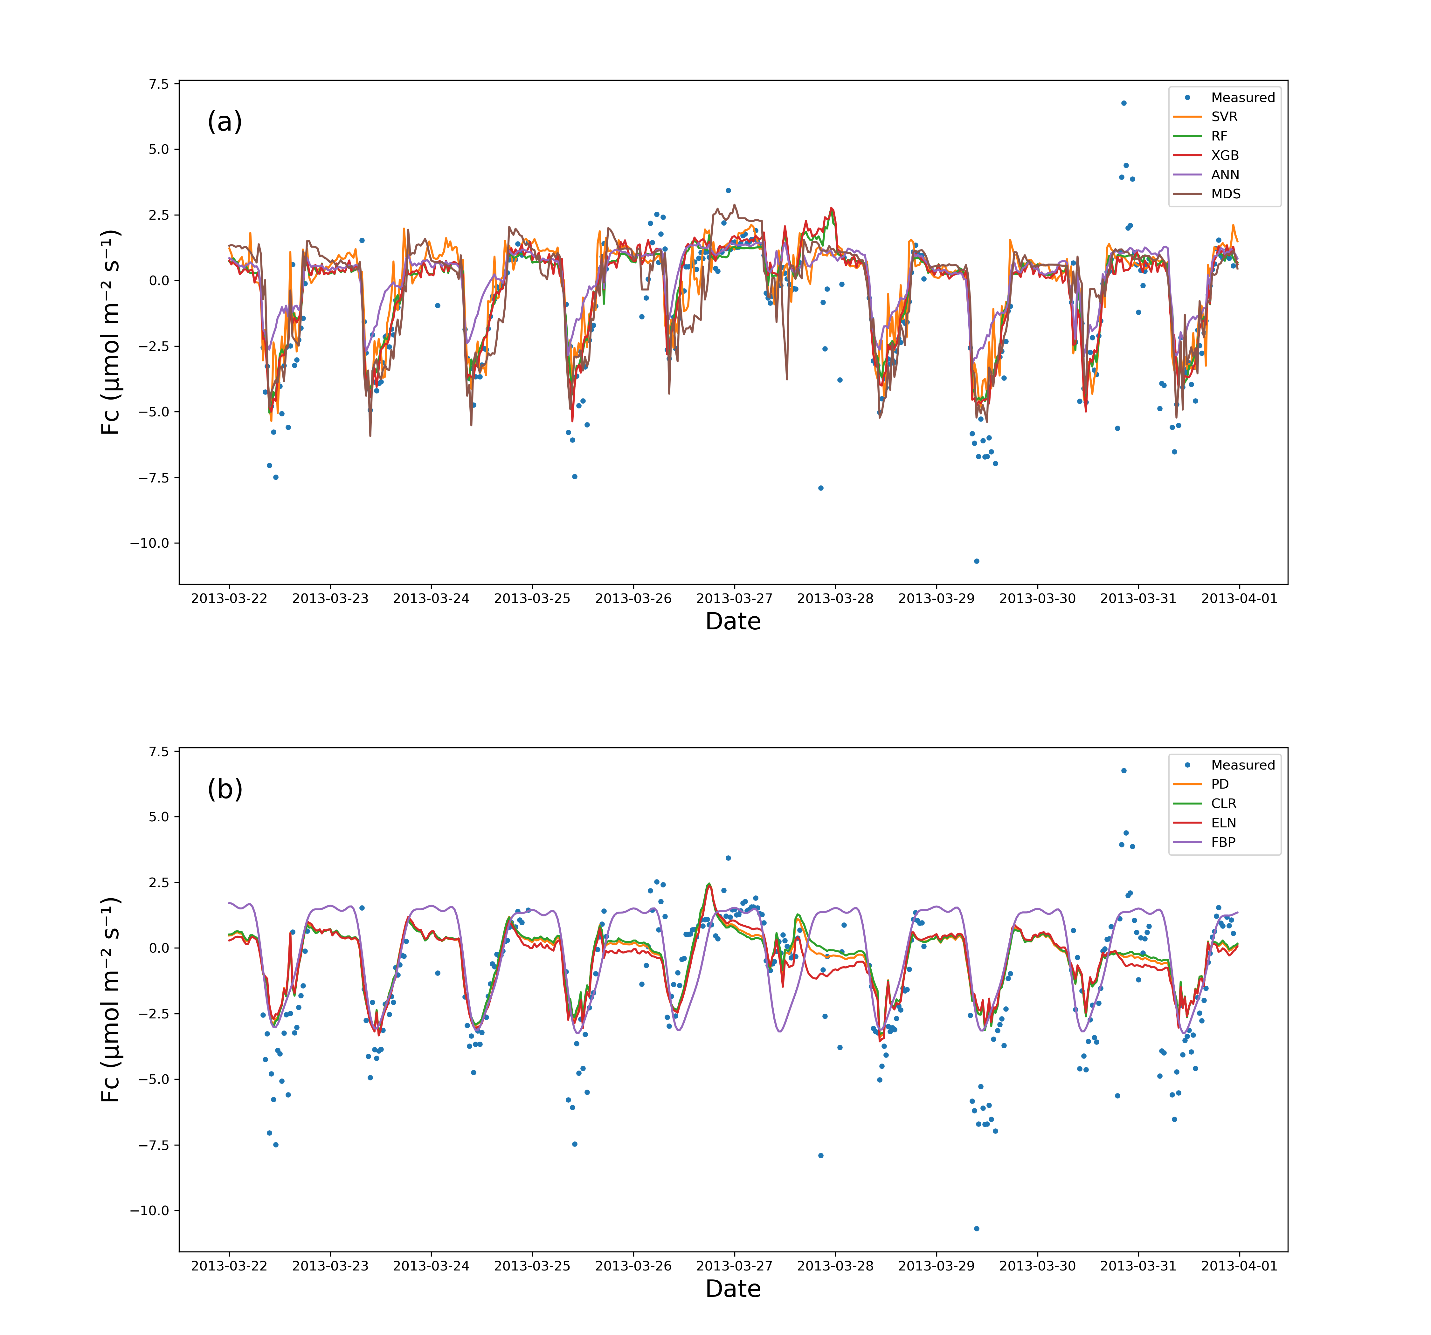 (a)
7.5
5.0
2.5
0.0
−2.5
−5.0
−7.5
−10.0
Fc (μmol m⁻² s⁻¹)
Measured
SVR
RF
XGB
ANN
MDS
2013-03-22 2013-03-23 2013-03-24 2013-03-25 2013-03-26 2013-03-27 2013-03-28 2013-03-29 2013-03-30 2013-03-31 2013-04-01
Date
(b)
7.5
5.0
2.5
0.0
−2.5
−5.0
−7.5
−10.0
Fc (μmol m⁻² s⁻¹)
Measured
PD
CLR
ELN
FBP
2013-03-22 2013-03-23 2013-03-24 2013-03-25 2013-03-26 2013-03-27 2013-03-28 2013-03-29 2013-03-30 2013-03-31 2013-04-01
Date